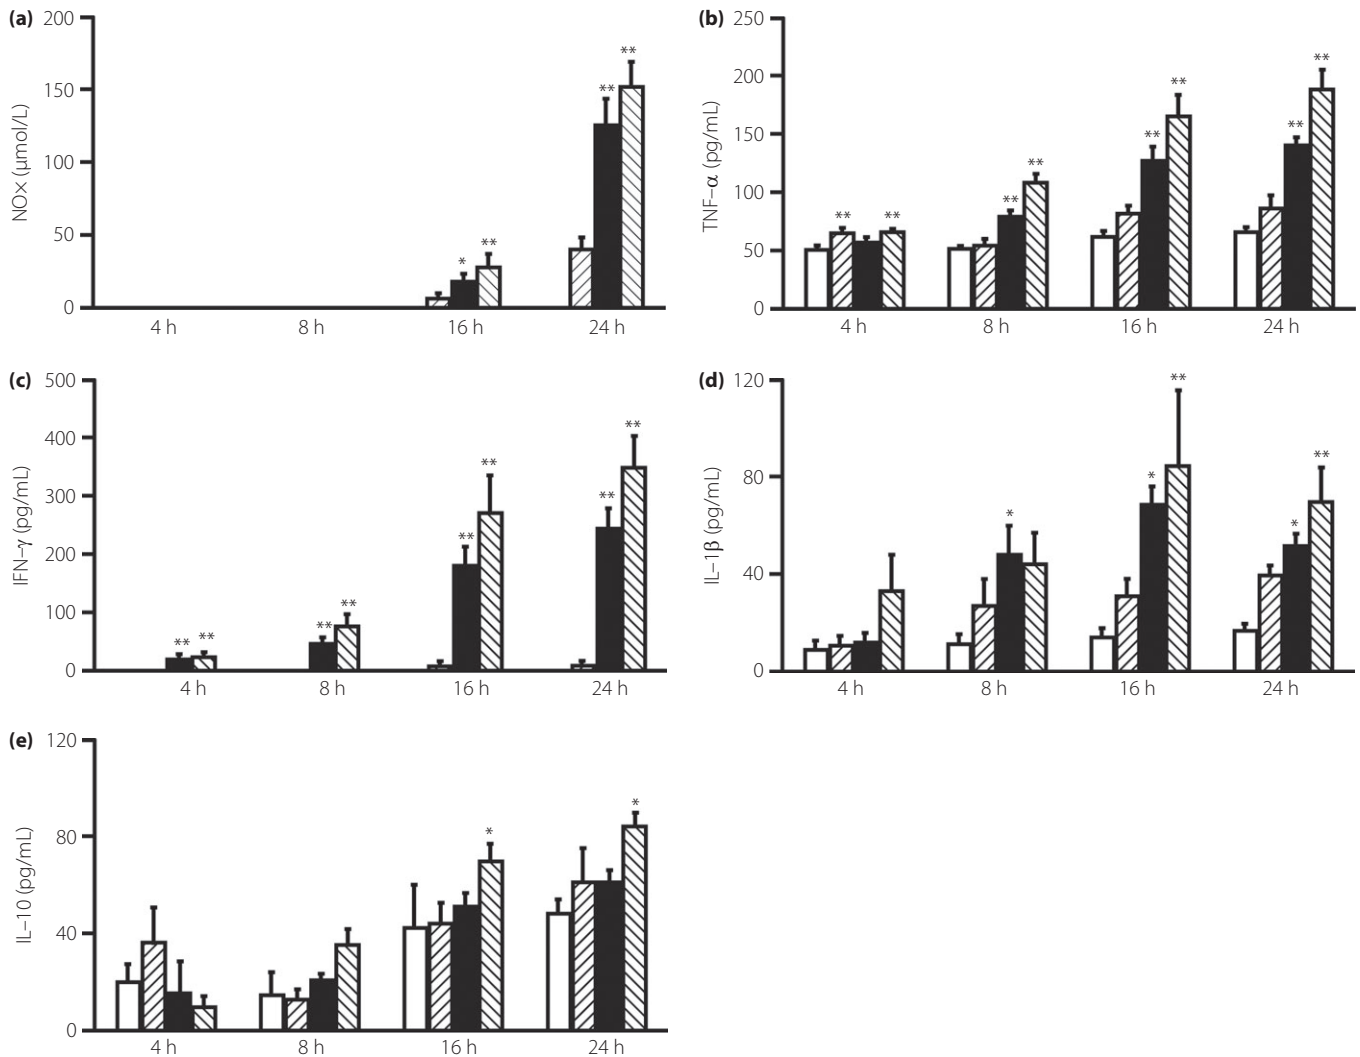 (a)
200
150
100
50
0
NO× (µmol/L)
4 h 8 h 16 h 24 h
* ** ** **
(b)
250
200
150
100
50
0
TNF–α (pg/mL)
4 h 8 h 16 h 24 h
** ** ** ** ** ** ** **
(c)
500
400
300
200
100
0
IFN–γ (pg/mL)
4 h 8 h 16 h 24 h
** ** ** ** ** ** ** **
(d)
120
80
40
0
IL–1β (pg/mL)
4 h 8 h 16 h 24 h
* * ** * **
(e)
120
80
40
0
IL–10 (pg/mL)
4 h 8 h 16 h 24 h
* *